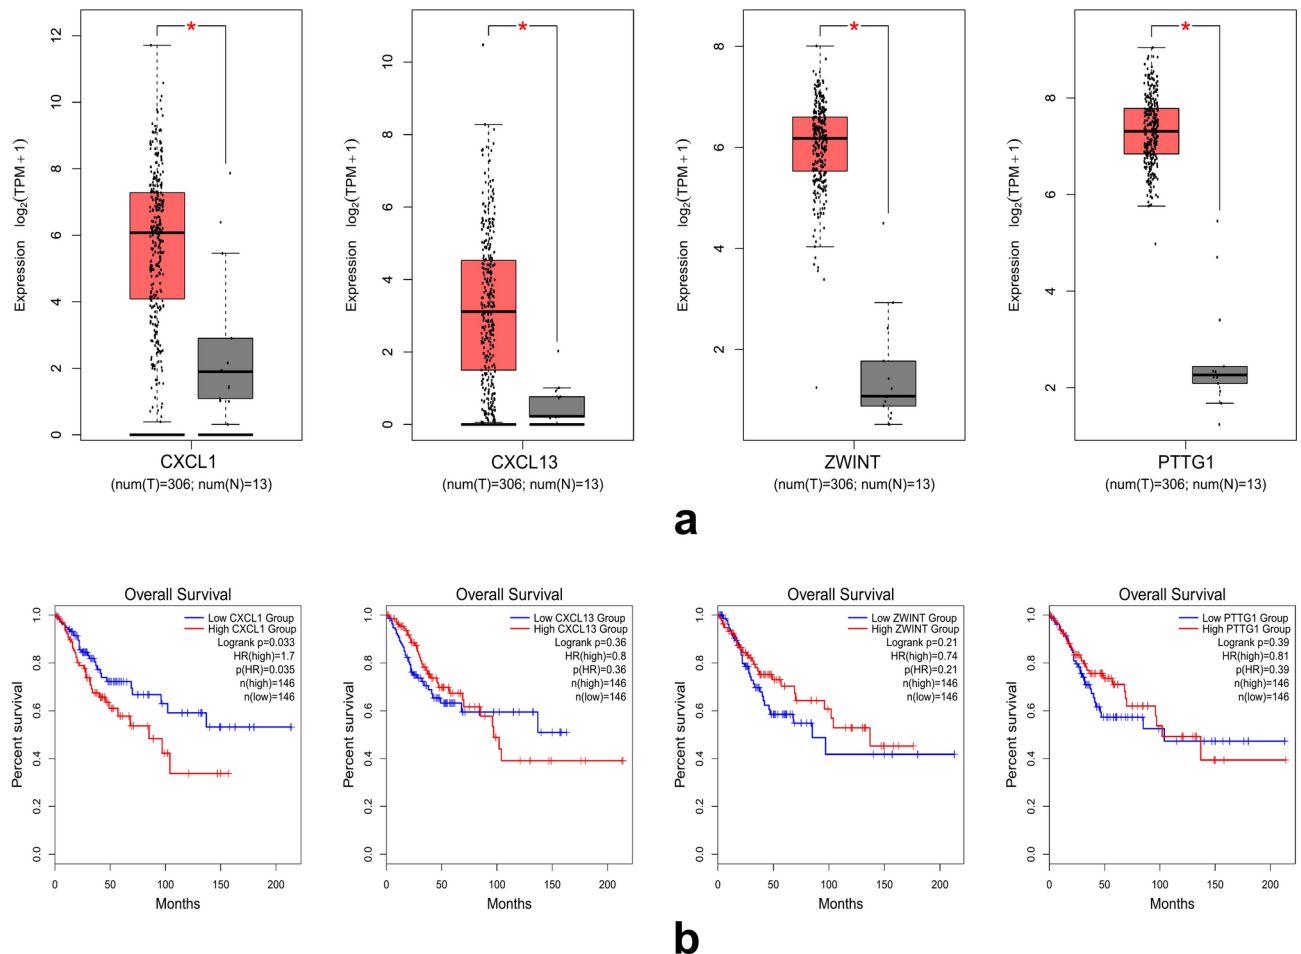 *
*
*
*
Expression log2(TPM+1)
12
10
8
6
4
2
0
Expression log2(TPM+1)
10
8
6
4
2
0
Expression log2(TPM+1)
8
6
4
2
Expression log2(TPM+1)
8
6
4
2
CXCL1
(num(T)=306; num(N)=13)
CXCL13
(num(T)=306; num(N)=13)
ZWINT
(num(T)=306; num(N)=13)
PTTG1
(num(T)=306; num(N)=13)
a
Overall Survival
Low CXCL1 Group
High CXCL1 Group
Logrank p=0.033
HR(high)=1.7
p(HR)=0.035
n(high)=146
n(low)=146
Percent survival
1.0
0.8
0.6
0.4
0.2
0.0
0 50 100 150 200
Months
Overall Survival
Low CXCL13 Group
High CXCL13 Group
Logrank p=0.36
HR(high)=0.8
p(HR)=0.36
n(high)=146
n(low)=146
Percent survival
1.0
0.8
0.6
0.4
0.2
0.0
0 50 100 150 200
Months
Overall Survival
Low ZWINT Group
High ZWINT Group
Logrank p=0.21
HR(high)=0.74
p(HR)=0.21
n(high)=146
n(low)=146
Percent survival
1.0
0.8
0.6
0.4
0.2
0.0
0 50 100 150 200
Months
Overall Survival
Low PTTG1 Group
High PTTG1 Group
Logrank p=0.39
HR(high)=0.81
p(HR)=0.39
n(high)=146
n(low)=146
Percent survival
1.0
0.8
0.6
0.4
0.2
0.0
0 50 100 150 200
Months
b